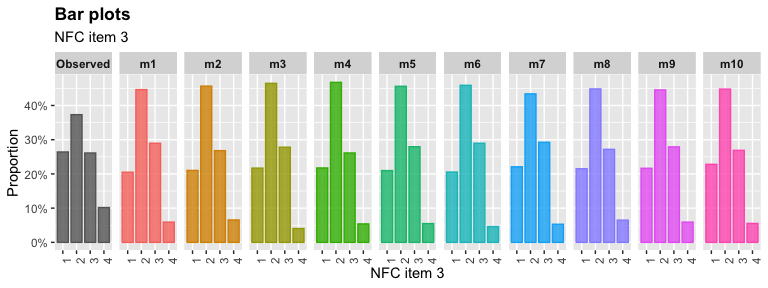 Bar plots
NFC item 3
Observed m1 m2 m3 m4 m5 m6 m7 m8 m9 m10
40%
30%
20%
10%
0%
Proportion
1 2 3 4 1 2 3 4 1 2 3 4 1 2 3 4 1 2 3 4 1 2 3 4 1 2 3 4 1 2 3 4 1 2 3 4 1 2 3 4 1 2 3 4
NFC item 3